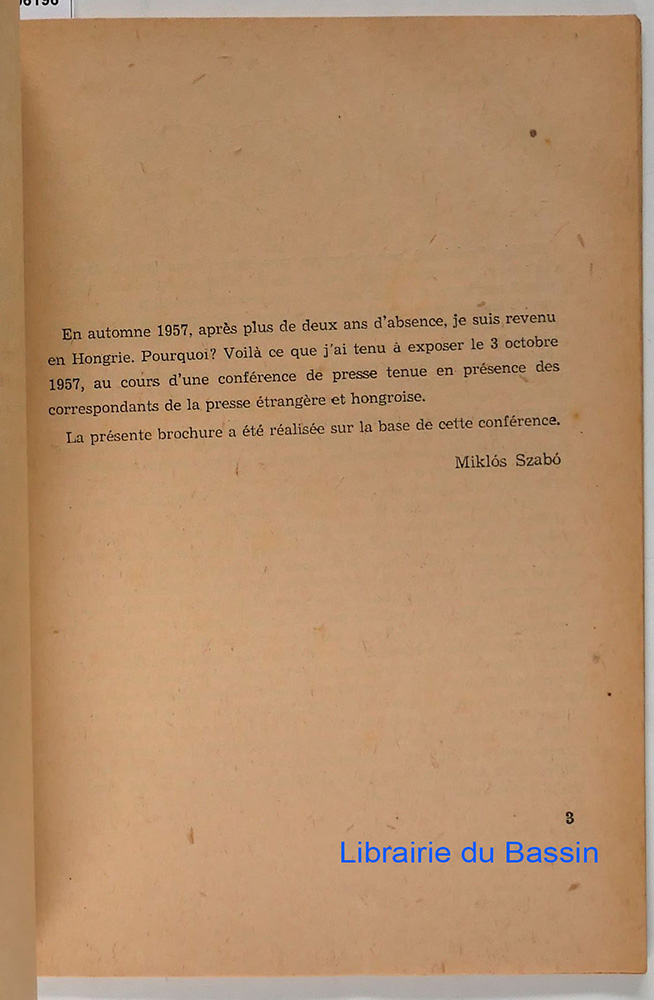 En automne 1957, après plus de deux ans d'absence, je suis revenu
en Hongrie. Pourquoi? Voilà ce que j'ai tenu à exposer le 3 octobre
1957, au cours d'une conférence de presse tenue en présence des
correspondants de la presse étrangère et hongroise.
La présente brochure a été réalisée sur la base de cette conférence.
Miklós Szabó
3
Librairie du Bassin